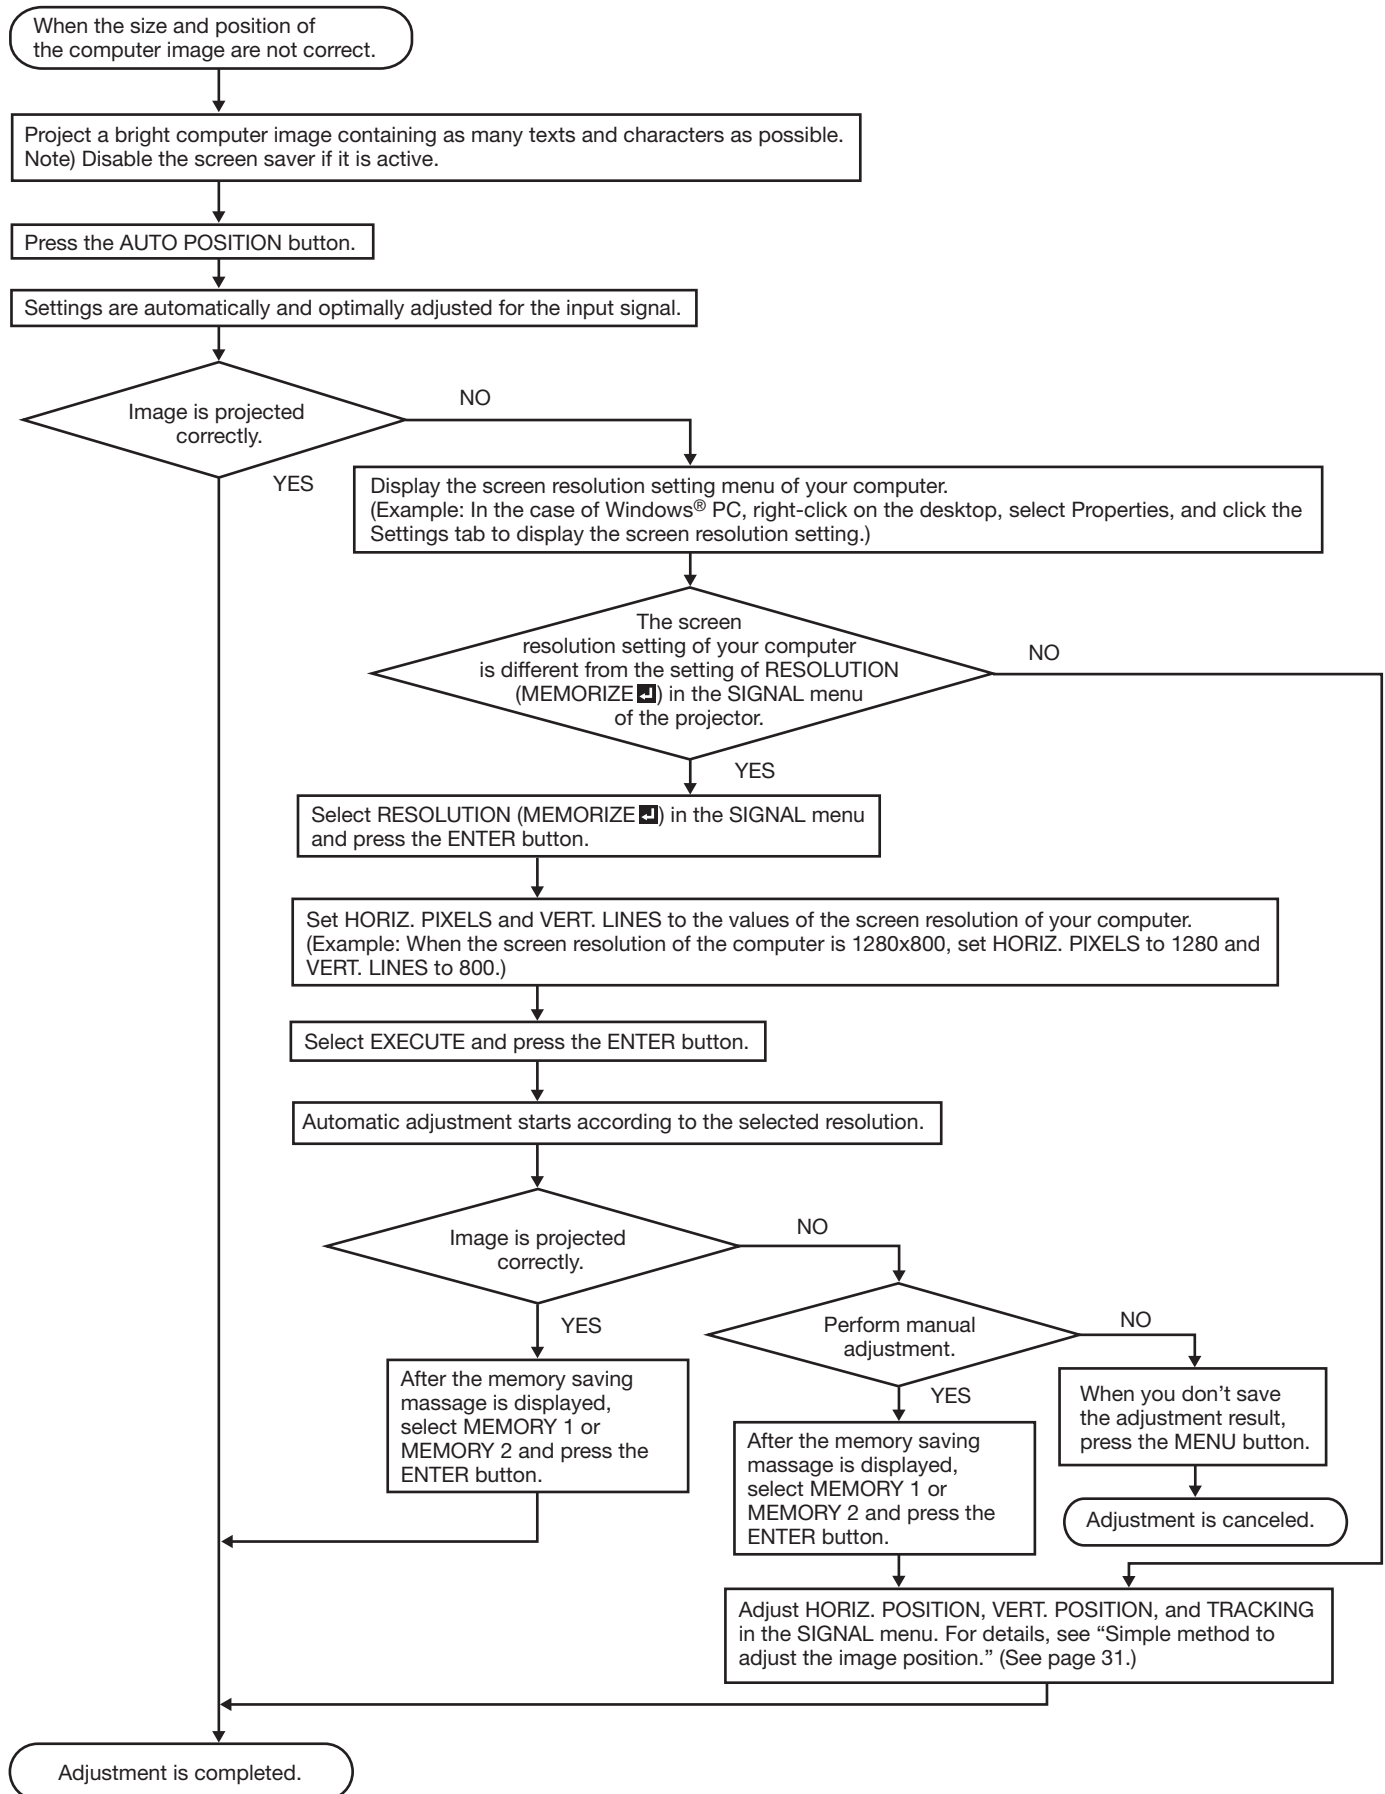 When the size and position of
the computer image are not correct.
Project a bright computer image containing as many texts and characters as possible.
Note) Disable the screen saver if it is active.
Press the AUTO POSITION button.
Settings are automatically and optimally adjusted for the input signal.
Image is projected
correctly.
NO
YES
Display the screen resolution setting menu of your computer.
(Example: In the case of Windows® PC, right-click on the desktop, select Properties, and click the
Settings tab to display the screen resolution setting.)
The screen
resolution setting of your computer
is different from the setting of RESOLUTION
(MEMORIZE ↵) in the SIGNAL menu
of the projector.
NO
YES
Select RESOLUTION (MEMORIZE ↵) in the SIGNAL menu
and press the ENTER button.
Set HORIZ. PIXELS and VERT. LINES to the values of the screen resolution of your computer.
(Example: When the screen resolution of the computer is 1280x800, set HORIZ. PIXELS to 1280 and
VERT. LINES to 800.)
Select EXECUTE and press the ENTER button.
Automatic adjustment starts according to the selected resolution.
Image is projected
correctly.
NO
YES
After the memory saving
massage is displayed,
select MEMORY 1 or
MEMORY 2 and press the
ENTER button.
Perform manual
adjustment.
NO
YES
When you don't save
the adjustment result,
press the MENU button.
After the memory saving
massage is displayed,
select MEMORY 1 or
MEMORY 2 and press the
ENTER button.
Adjustment is canceled.
Adjust HORIZ. POSITION, VERT. POSITION, and TRACKING
in the SIGNAL menu. For details, see “Simple method to
adjust the image position.” (See page 31.)
Adjustment is completed.